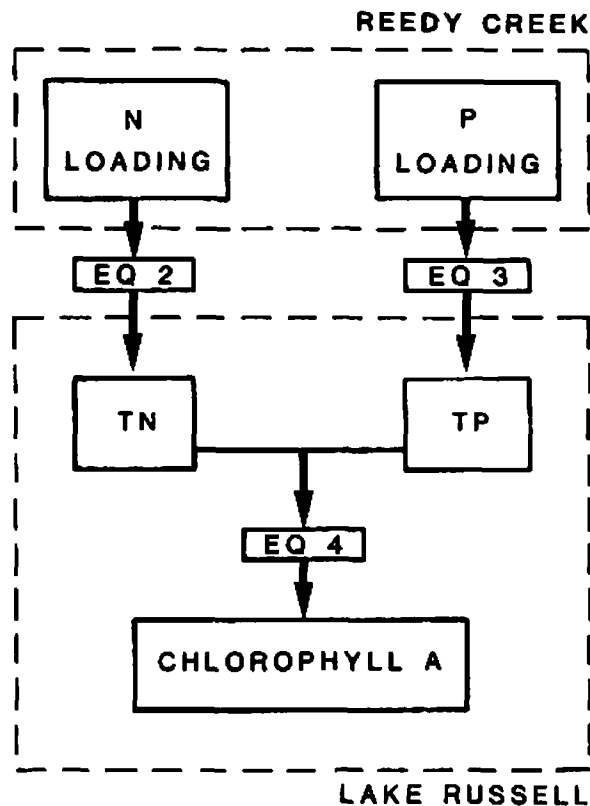 REEDY CREEK
N
LOADING
P
LOADING
EQ 2
EQ 3
TN
TP
EQ 4
CHLOROPHYLL A
LAKE RUSSELL